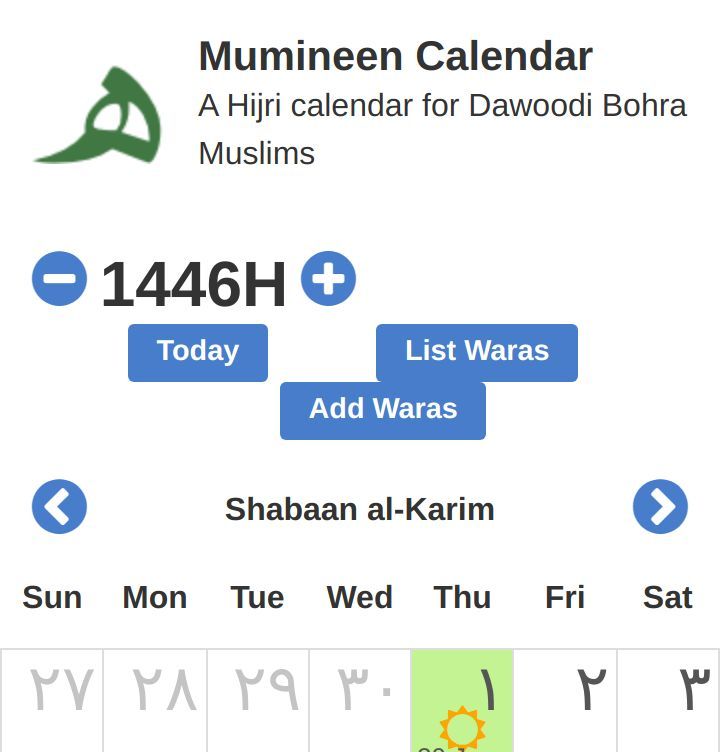 Mumineen Calendar
A Hijri calendar for Dawoodi Bohra
Muslims
1446H
Today List Waras
Add Waras
Shabaan al-Karim
Sun Mon Tue Wed Thu Fri Sat
٢٧ ٢٨ ٢٩ ٣٠ ١ ٢ ٣